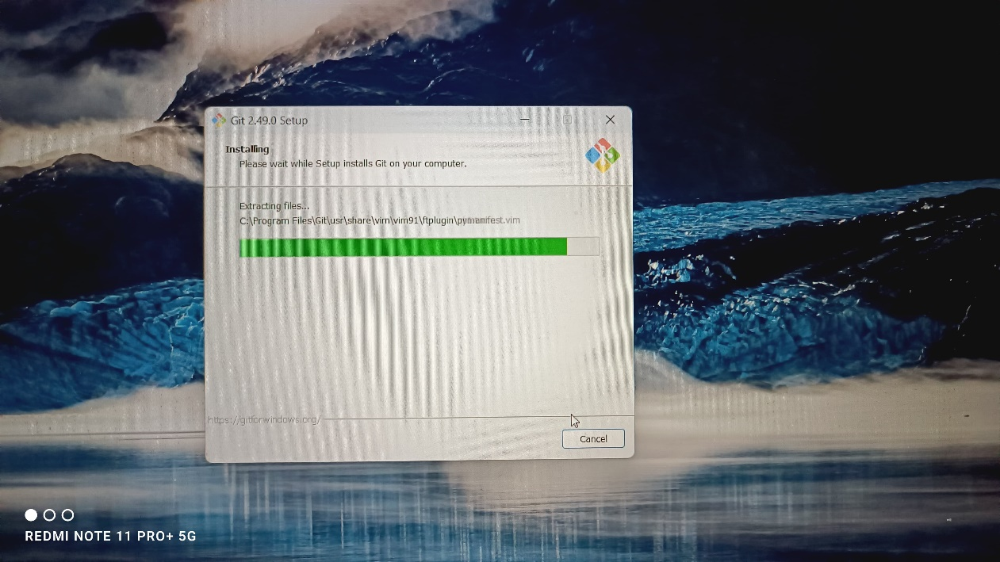 Git 2.49.0 Setup
Installing
Please wait while Setup installs Git on your computer.
Extracting files...
C:\Program Files\Git\usr\share\vim\vim91\ftplugin\pymanifest.vim
https://gitforwindows.org/
Cancel
REDMI NOTE 11 PRO+ 5G